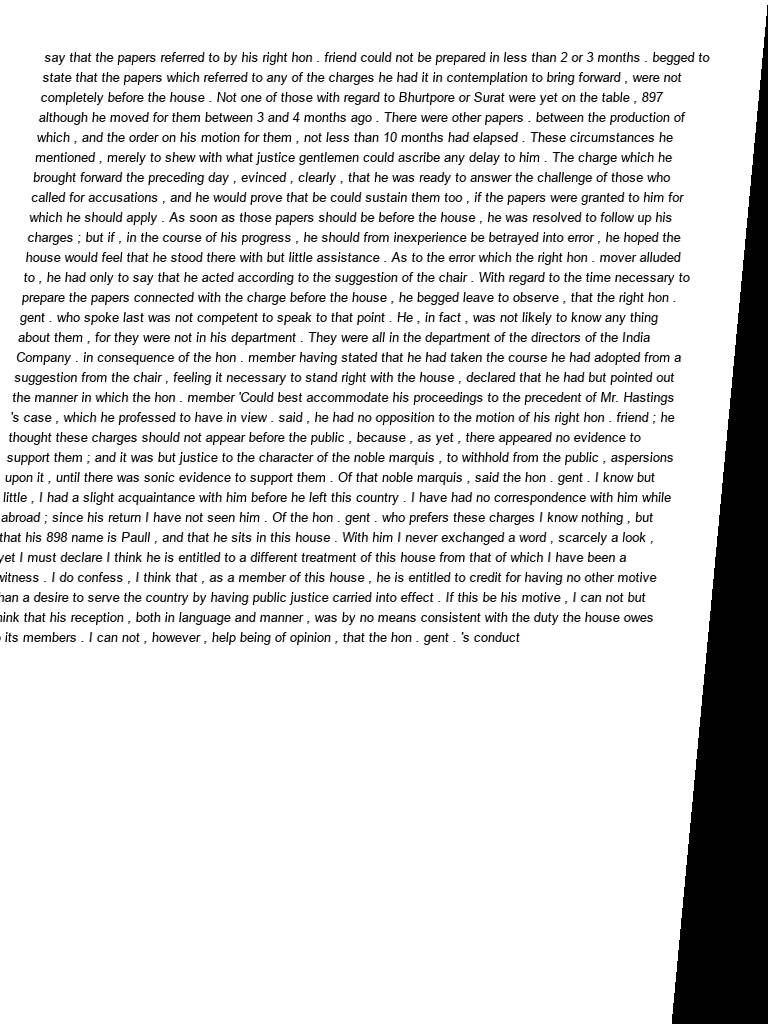 say that the papers referred to by his right hon . friend could not be prepared in less than 2 or 3 months . begged to
state that the papers which referred to any of the charges he had it in contemplation to bring forward , were not
completely before the house . Not one of those with regard to Bhurtpore or Surat were yet on the table , 897
although he moved for them between 3 and 4 months ago . There were other papers . between the production of
which , and the order on his motion for them , not less than 10 months had elapsed . These circumstances he
mentioned , merely to shew with what justice gentlemen could ascribe any delay to him . The charge which he
brought forward the preceding day , evinced , clearly , that he was ready to answer the challenge of those who
called for accusations , and he would prove that be could sustain them too , if the papers were granted to him for
which he should apply . As soon as those papers should be before the house , he was resolved to follow up his
charges ; but if , in the course of his progress , he should from inexperience be betrayed into error , he hoped the
house would feel that he stood there with but little assistance . As to the error which the right hon . mover alluded
to , he had only to say that he acted according to the suggestion of the chair . With regard to the time necessary to
prepare the papers connected with the charge before the house , he begged leave to observe , that the right hon .
gent . who spoke last was not competent to speak to that point . He , in fact , was not likely to know any thing
about them , for they were not in his department . They were all in the department of the directors of the India
Company . in consequence of the hon . member having stated that he had taken the course he had adopted from a
suggestion from the chair , feeling it necessary to stand right with the house , declared that he had but pointed out
the manner in which the hon . member 'Could best accommodate his proceedings to the precedent of Mr. Hastings
's case , which he professed to have in view . said , he had no opposition to the motion of his right hon . friend ; he
thought these charges should not appear before the public , because , as yet , there appeared no evidence to
support them ; and it was but justice to the character of the noble marquis , to withhold from the public , aspersions
upon it , until there was sonic evidence to support them . Of that noble marquis , said the hon . gent . I know but
little , I had a slight acquaintance with him before he left this country . I have had no correspondence with him while
abroad ; since his return I have not seen him . Of the hon . gent . who prefers these charges I know nothing , but
that his 898 name is Paull , and that he sits in this house . With him I never exchanged a word , scarcely a look ,
yet I must declare I think he is entitled to a different treatment of this house from that of which I have been a
witness . I do confess , I think that , as a member of this house , he is entitled to credit for having no other motive
than a desire to serve the country by having public justice carried into effect . If this be his motive , I can not but
think that his reception , both in language and manner , was by no means consistent with the duty the house owes
its members . I can not , however , help being of opinion , that the hon . gent . 's conduct